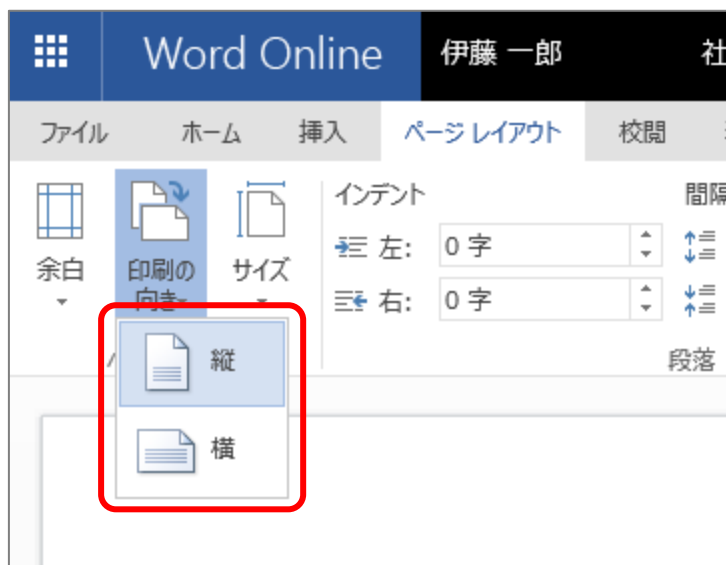 Word Online 伊藤 一郎 社
ファイル ホーム 挿入 ページ レイアウト 校閲
余白 印刷の向き サイズ
インデント 間隔
左: 0 字
右: 0 字
段落
縦
横